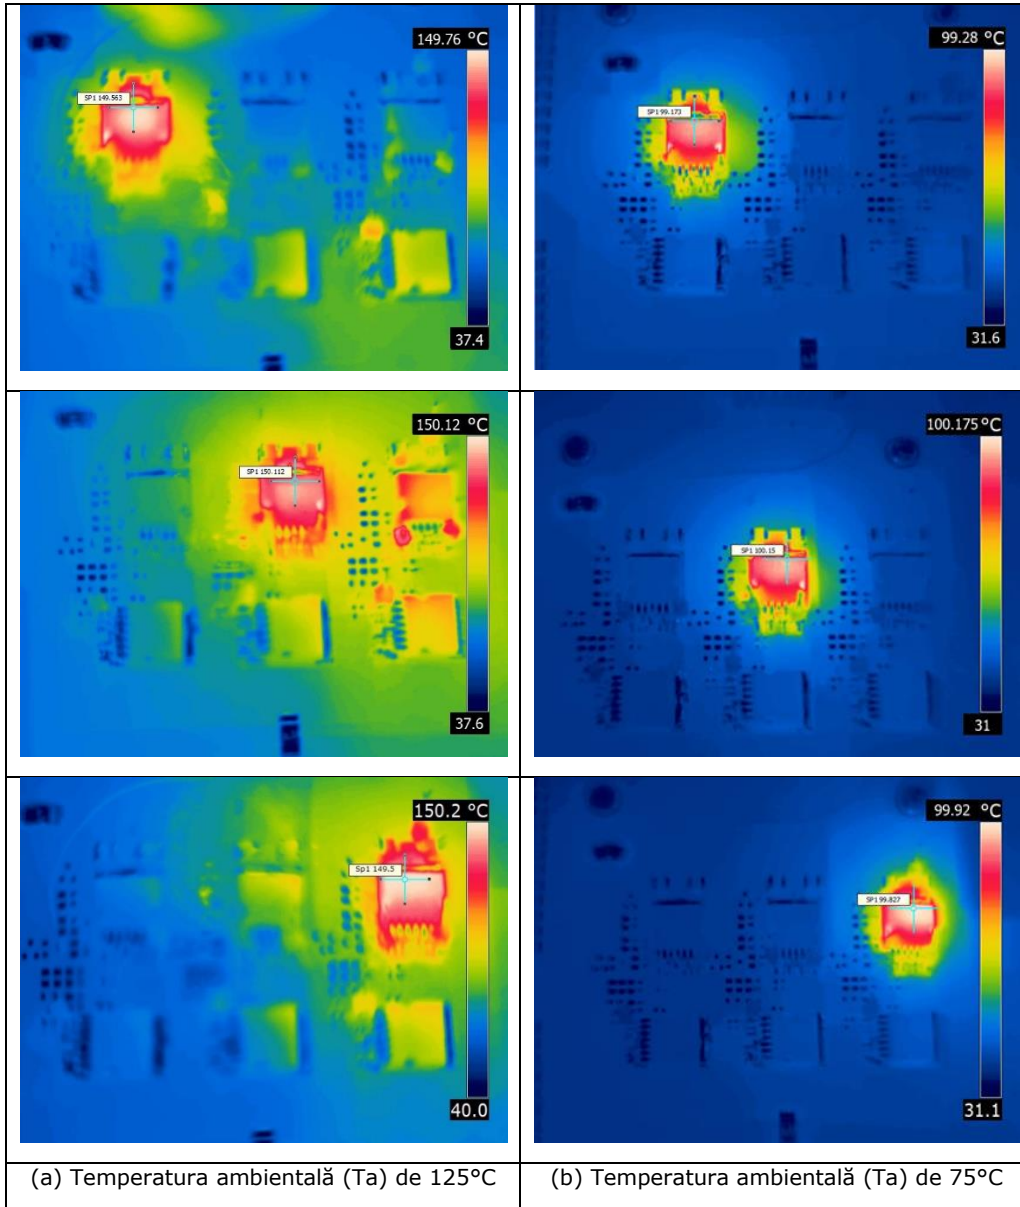 149.76 °C
SP1 149.563
37.4
99.28 °C
SP1 99.173
31.6
150.12 °C
SP1 150.112
37.6
100.175 °C
SP1 100.15
31
150.2 °C
Sp1 149.5
40.0
99.92 °C
SP1 99.827
31.1
(a) Temperatura ambientală (Ta) de 125°C
(b) Temperatura ambientală (Ta) de 75°C